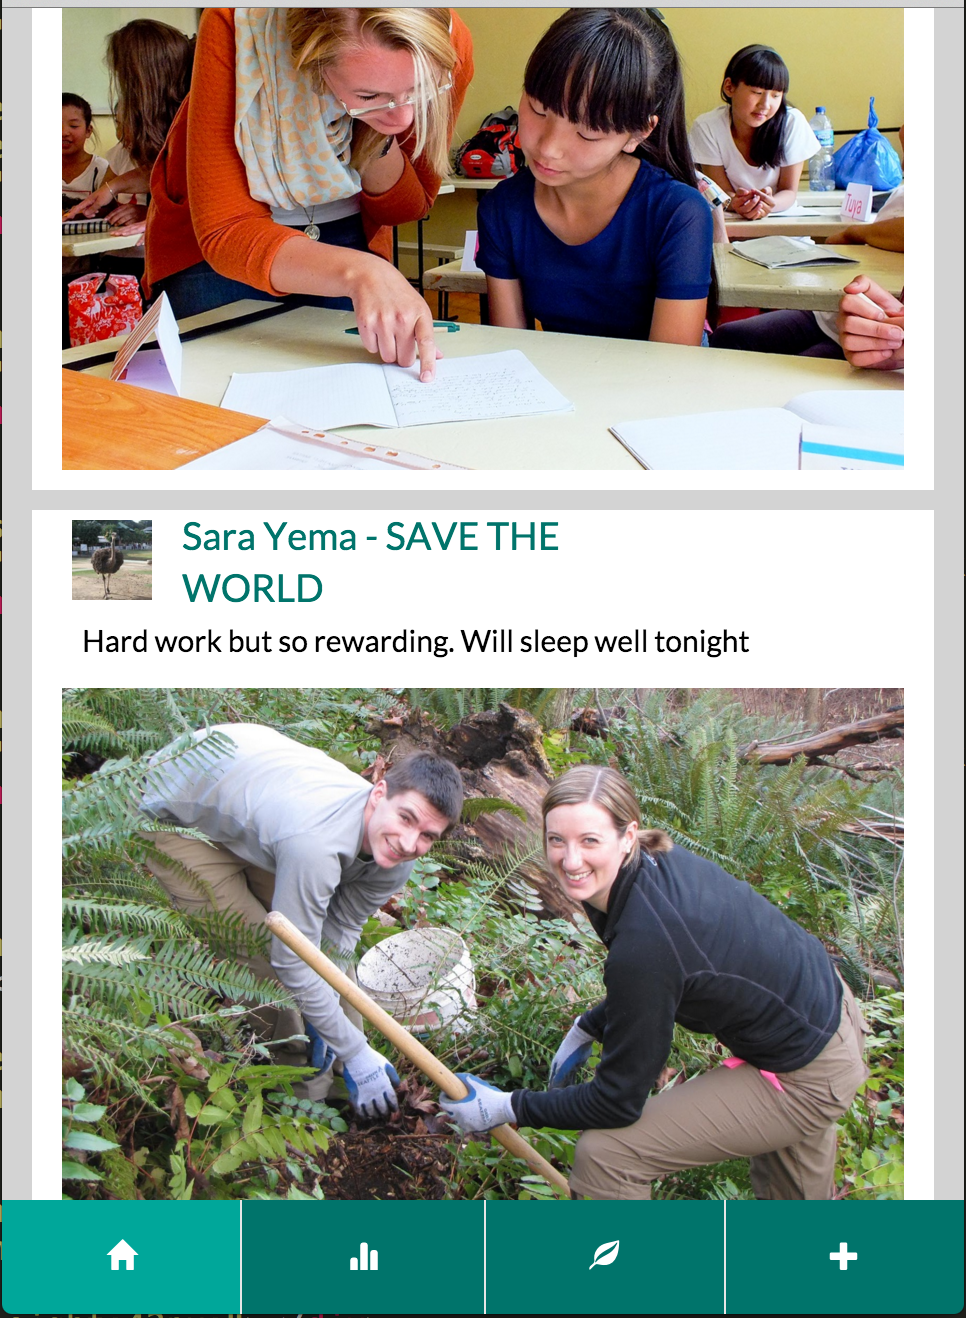 Tuya
Sara Yema - SAVE THE
WORLD
Hard work but so rewarding. Will sleep well tonight